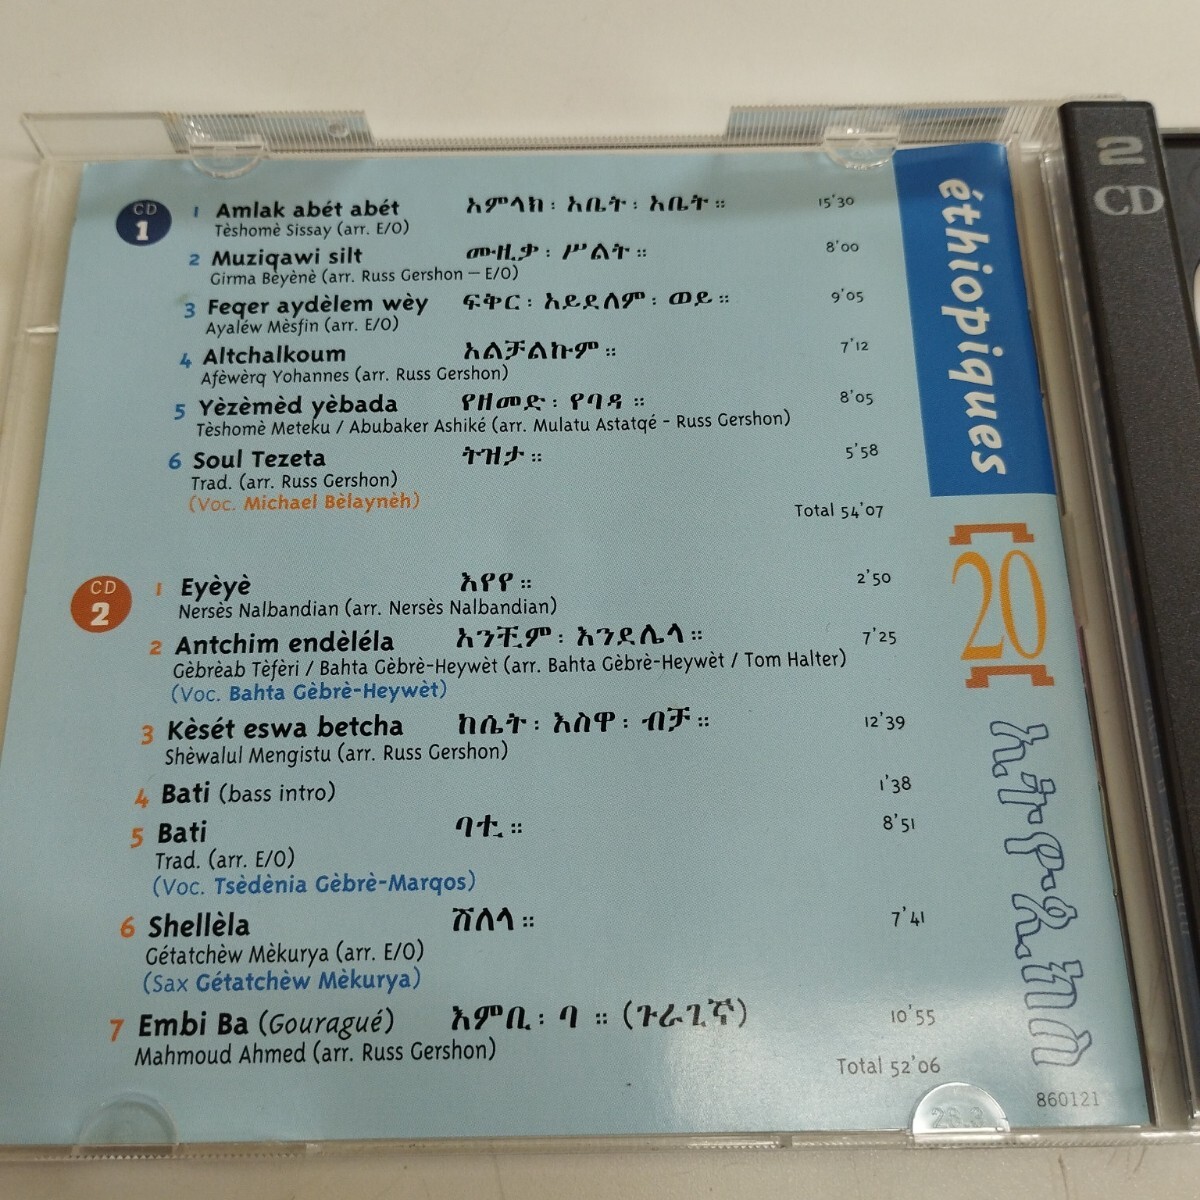 CD
1
1 Amlak abét abét አምላክ ፡ አቤት ፡ አቤት ። 15'30
Tèshomè Sissay (arr. E/O)
2 Muziqawi silt ሙዚቃ ፡ ሥልት ። 8'00
Girma Bèyènè (arr. Russ Gershon – E/O)
3 Feqer aydèlem wèy ፍቅር ፡ አይደለም ፡ ወይ ። 9'05
Ayaléw Mèsfin (arr. E/O)
4 Altchalkoum አልቻልኩም ። 7'12
Afèwèrq Yohannes (arr. Russ Gershon)
5 Yèzèmèd yèbada የዘመድ ፡ የባዳ ። 8'05
Tèshomè Meteku / Abubaker Ashiké (arr. Mulatu Astatqé - Russ Gershon)
6 Soul Tezeta ትዝታ ። 5'58
Trad. (arr. Russ Gershon)
(Voc. Michael Bèlaynèh)
Total 54'07
CD
2
1 Eyèyè እየየ ። 2'50
Nersès Nalbandian (arr. Nersès Nalbandian)
2 Antchim endèléla አንቺም ፡ እንደሌላ ። 7'25
Gèbrèab Tèfèri / Bahta Gèbrè-Heywèt (arr. Bahta Gèbrè-Heywèt / Tom Halter)
(Voc. Bahta Gèbrè-Heywèt)
3 Kèsét eswa betcha ከሴት ፡ እስዋ ፡ ብቻ ። 12'39
Shèwalul Mengistu (arr. Russ Gershon)
4 Bati (bass intro) 1'38
5 Bati ባቲ ። 8'51
Trad. (arr. E/O)
(Voc. Tsèdènia Gèbrè-Marqos)
6 Shellèla ሽለላ ። 7'41
Gétatchèw Mèkurya (arr. E/O)
(Sax Gétatchèw Mèkurya)
7 Embi Ba (Gouragué) እምቢ ፡ ባ ። (ጉራጊኛ) 10'55
Mahmoud Ahmed (arr. Russ Gershon)
Total 52'06
éthiopiques
[20]
ኢትዮጲክስ
860121
2
CD